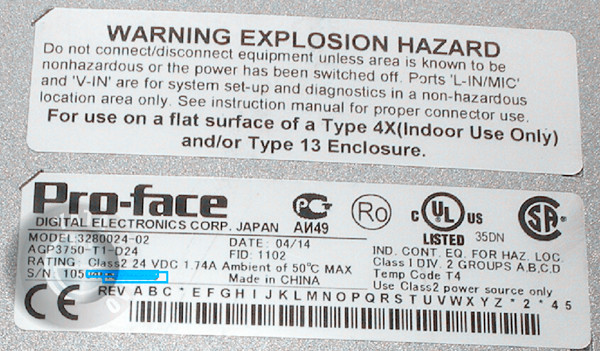 WARNING EXPLOSION HAZARD
Do not connect/disconnect equipment unless area is known to be
nonhazardous or the power has been switched off. Ports 'L-IN/MIC'
and 'V-IN' are for system set-up and diagnostics in a non-hazardous
location area only. See instruction manual for proper connector use.
For use on a flat surface of a Type 4X(Indoor Use Only)
and/or Type 13 Enclosure.
Pro-face
DIGITAL ELECTRONICS CORP. JAPAN
АИ49
Ro
C UL US
LISTED 35DN
SA
MODEL:3280024-02
AGP3750-T1-D24
DATE: 04/14
FID: 1102
RATING: Class2 24 VDC 1.74A Ambient of 50°C MAX
S/N: 105
Made in CHINA
IND. CONT. EQ. FOR HAZ. LOC.
Class I DIV. 2 GROUPS A,B,C,D
Temp Code T4
Use Class2 power source only
CE
REV A B C * E F G H I J K L M N O P Q R S T U V W X Y Z * 2 * 4 5